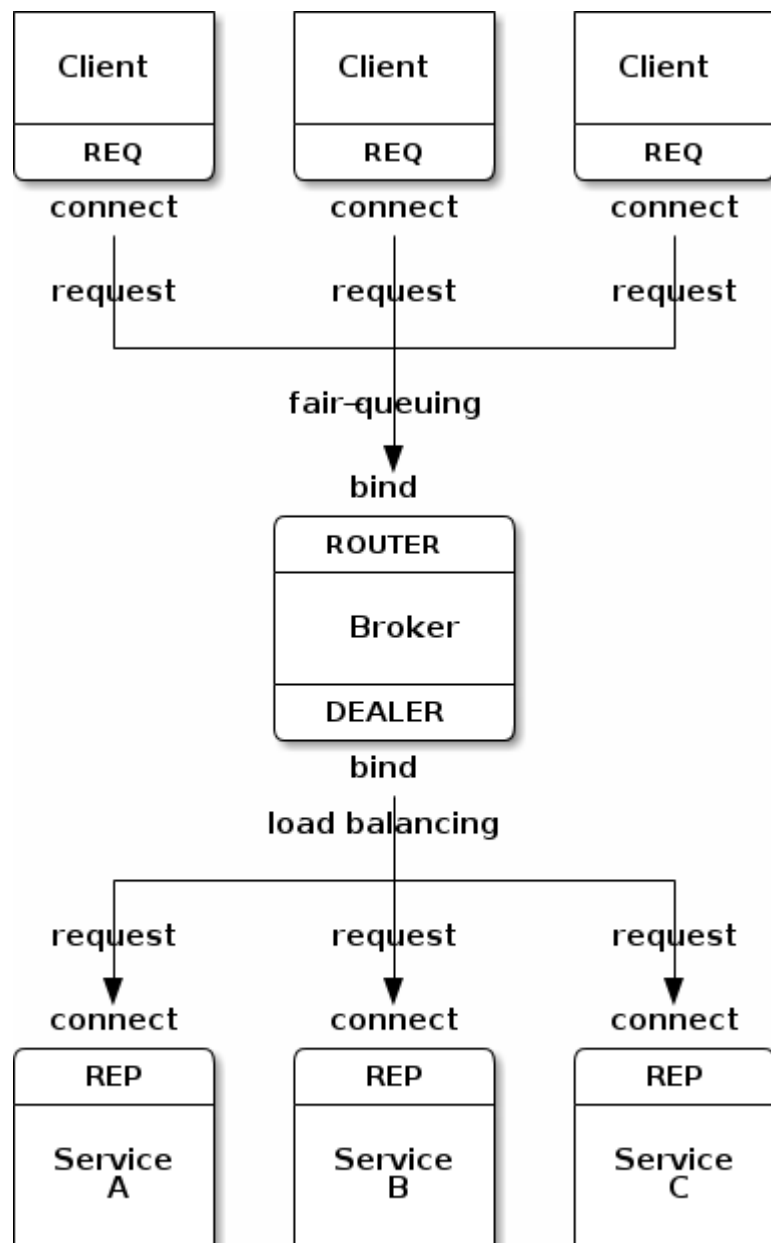 Client Client Client
REQ REQ REQ
connect connect connect
request request request
fair-queuing
bind
ROUTER
Broker
DEALER
bind
load balancing
request request request
connect connect connect
REP REP REP
Service Service Service
A B C